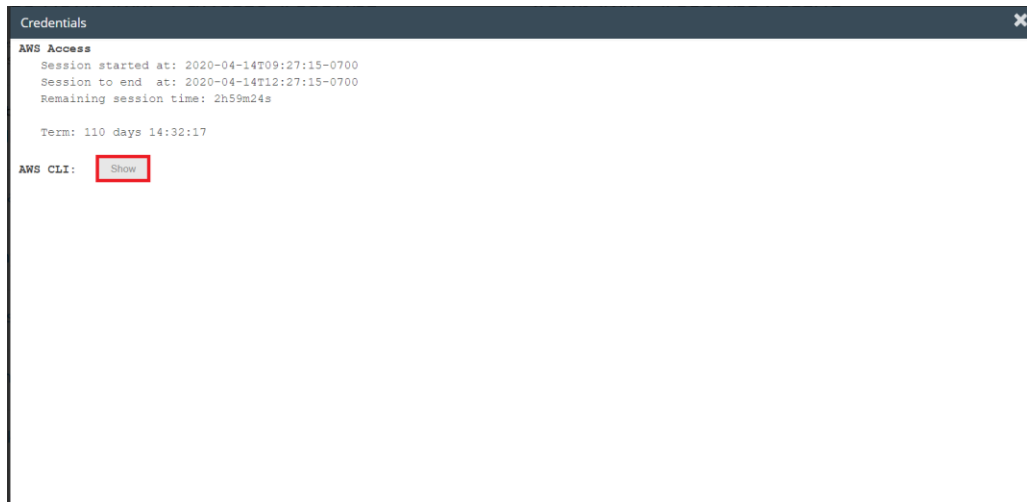 Credentials
AWS Access
Session started at: 2020-04-14T09:27:15-0700
Session to end  at: 2020-04-14T12:27:15-0700
Remaining session time: 2h59m24s
Term: 110 days 14:32:17
AWS CLI: Show